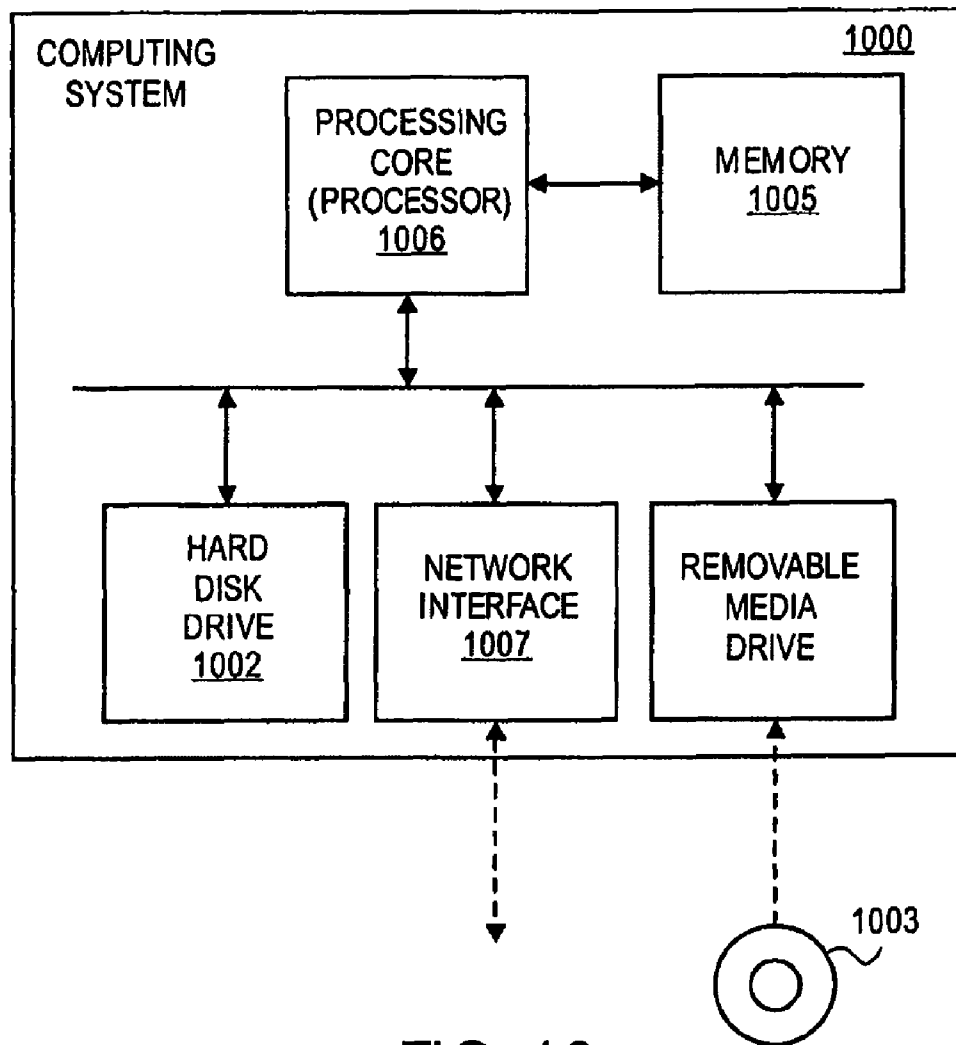 COMPUTING
SYSTEM
1000
PROCESSING
CORE
(PROCESSOR)
1006
MEMORY
1005
HARD
DISK
DRIVE
1002
NETWORK
INTERFACE
1007
REMOVABLE
MEDIA
DRIVE
1003